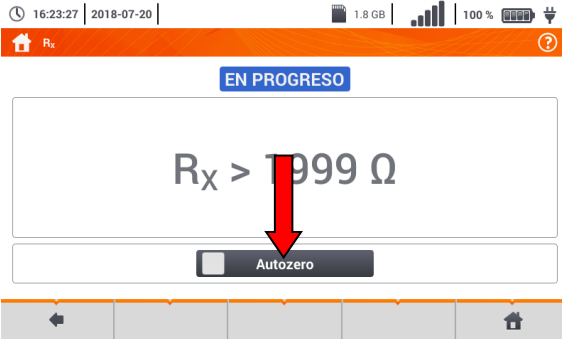 16:23:27 2018-07-20 1.8 GB 100 %
Rx ?
EN PROGRESO
Rx > 1999 Ω
Autozero